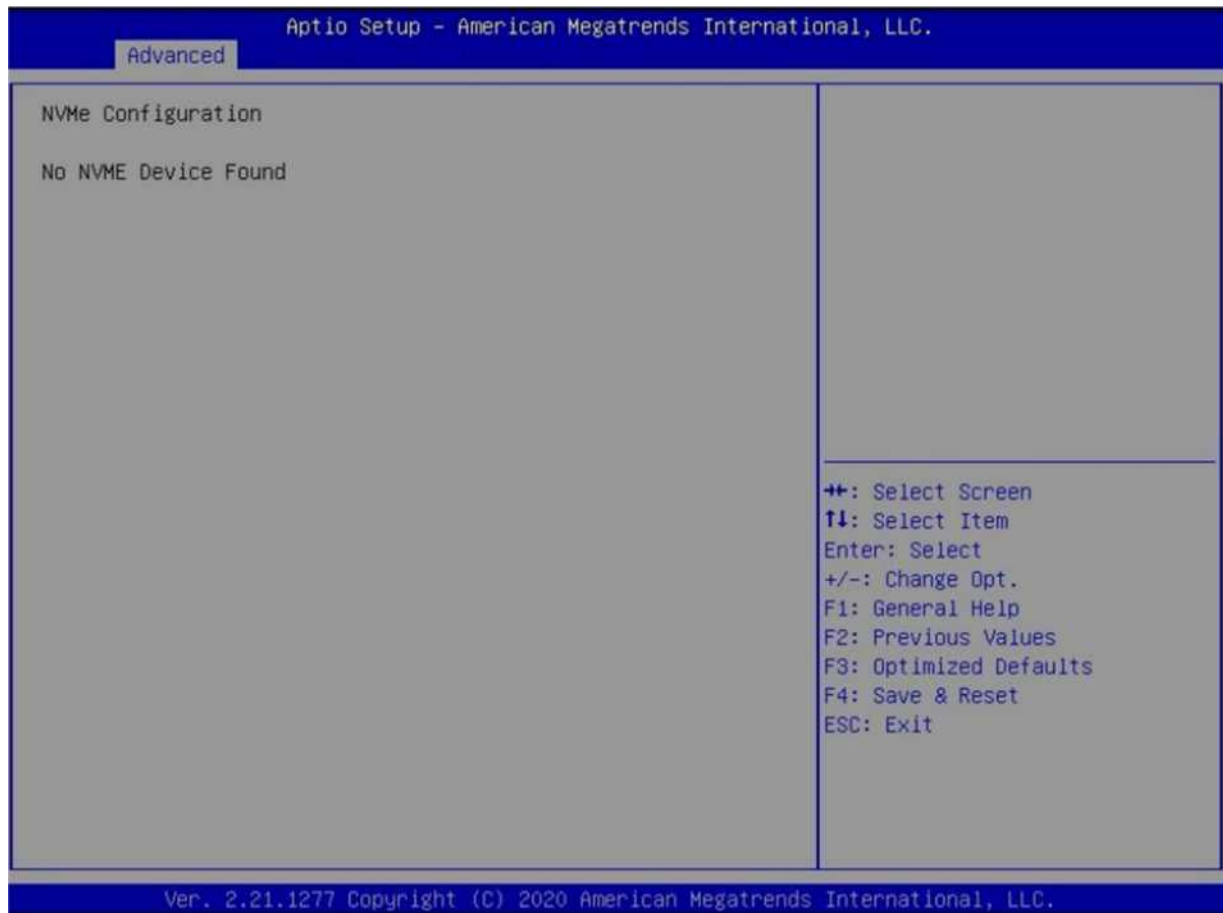 Aptio Setup – American Megatrends International, LLC.
Advanced
NVMe Configuration
No NVME Device Found
→←: Select Screen
↑↓: Select Item
Enter: Select
+/-: Change Opt.
F1: General Help
F2: Previous Values
F3: Optimized Defaults
F4: Save & Reset
ESC: Exit
Ver. 2.21.1277 Copyright (C) 2020 American Megatrends International, LLC.